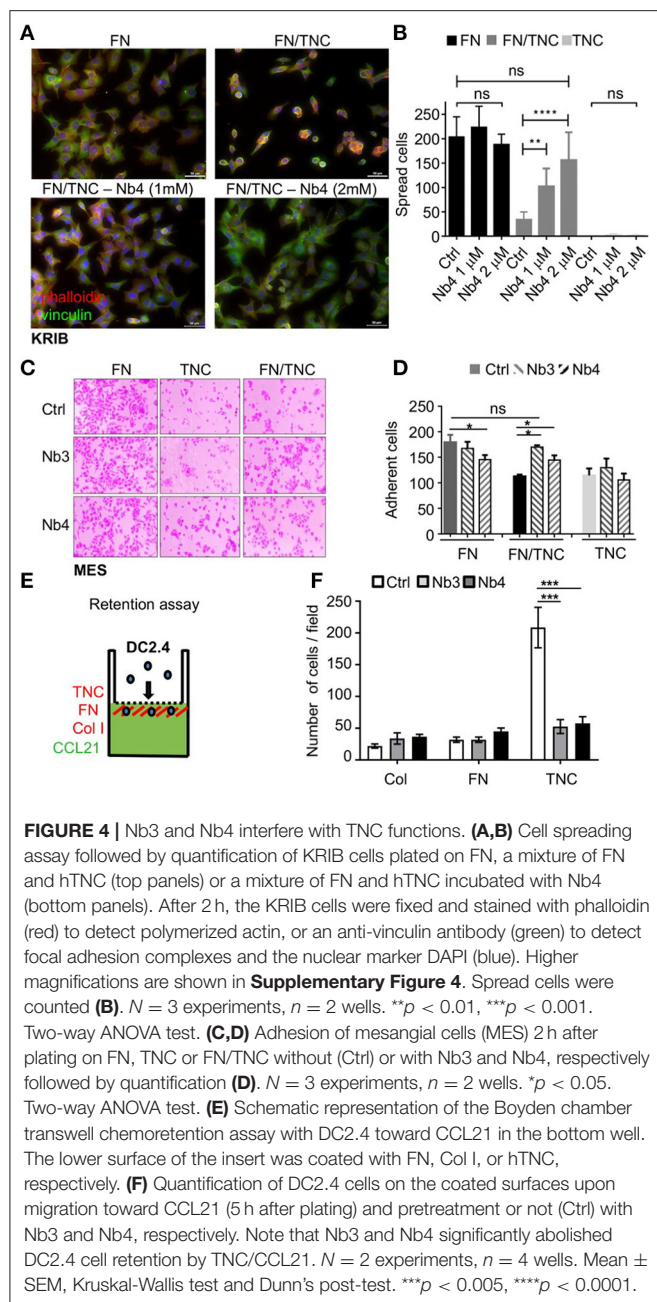 A
FN
FN/TNC
FN/TNC – Nb4 (1mM)
FN/TNC – Nb4 (2mM)
phalloidin
vinculin
KRIB
B
FN FN/TNC TNC
ns
ns
ns
****
**
Spread cells
200
150
100
50
0
Ctrl
Nb4 1 µM
Nb4 2 µM
Ctrl
Nb4 1 µM
Nb4 2 µM
Ctrl
Nb4 1 µM
Nb4 2 µM
C
FN TNC FN/TNC
Ctrl
Nb3
Nb4
MES
D
Ctrl Nb3 Nb4
ns
*
*
*
Adherent cells
250
200
150
100
50
0
FN FN/TNC TNC
E
Retention assay
DC2.4
TNC
FN
Col I
CCL21
F
Ctrl Nb3 Nb4
***
***
Number of cells / field
250
200
150
100
50
0
Col FN TNC
FIGURE 4 | Nb3 and Nb4 interfere with TNC functions. (A,B) Cell spreading
assay followed by quantification of KRIB cells plated on FN, a mixture of FN
and hTNC (top panels) or a mixture of FN and hTNC incubated with Nb4
(bottom panels). After 2 h, the KRIB cells were fixed and stained with phalloidin
(red) to detect polymerized actin, or an anti-vinculin antibody (green) to detect
focal adhesion complexes and the nuclear marker DAPI (blue). Higher
magnifications are shown in Supplementary Figure 4. Spread cells were
counted (B). N = 3 experiments, n = 2 wells. **p < 0.01, ***p < 0.001.
Two-way ANOVA test. (C,D) Adhesion of mesangial cells (MES) 2 h after
plating on FN, TNC or FN/TNC without (Ctrl) or with Nb3 and Nb4, respectively
followed by quantification (D). N = 3 experiments, n = 2 wells. *p < 0.05.
Two-way ANOVA test. (E) Schematic representation of the Boyden chamber
transwell chemoretention assay with DC2.4 toward CCL21 in the bottom well.
The lower surface of the insert was coated with FN, Col I, or hTNC,
respectively. (F) Quantification of DC2.4 cells on the coated surfaces upon
migration toward CCL21 (5 h after plating) and pretreatment or not (Ctrl) with
Nb3 and Nb4, respectively. Note that Nb3 and Nb4 significantly abolished
DC2.4 cell retention by TNC/CCL21. N = 2 experiments, n = 4 wells. Mean ±
SEM, Kruskal-Wallis test and Dunn's post-test. ***p < 0.005, ****p < 0.0001.